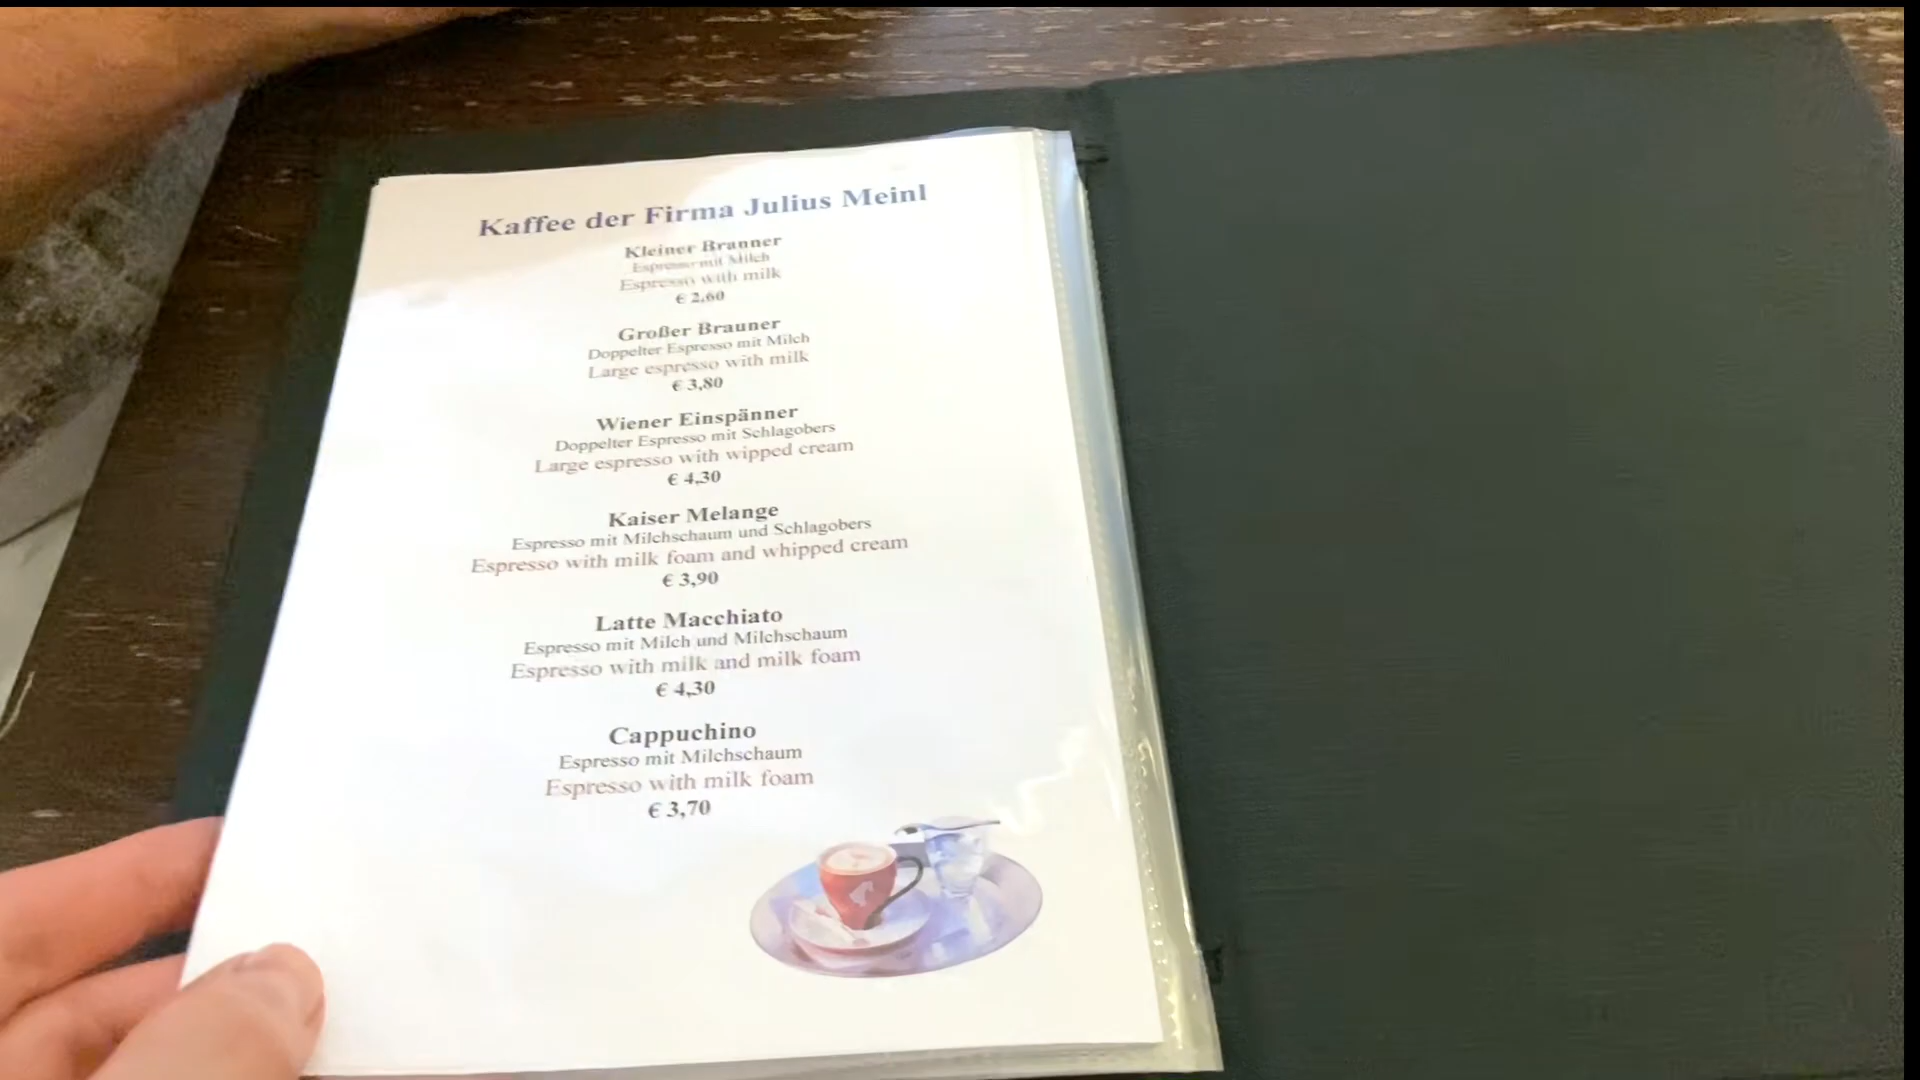 Kaffee der Firma Julius Meinl
Kleiner Brauner
Espresso mit Milch
Espresso with milk
€ 2,60
Großer Brauner
Doppelter Espresso mit Milch
Large espresso with milk
€ 3,80
Wiener Einspänner
Doppelter Espresso mit Schlagobers
Large espresso with wipped cream
€ 4,30
Kaiser Melange
Espresso mit Milchschaum und Schlagobers
Espresso with milk foam and whipped cream
€ 3,90
Latte Macchiato
Espresso mit Milch und Milchschaum
Espresso with milk and milk foam
€ 4,30
Cappuchino
Espresso mit Milchschaum
Espresso with milk foam
€ 3,70